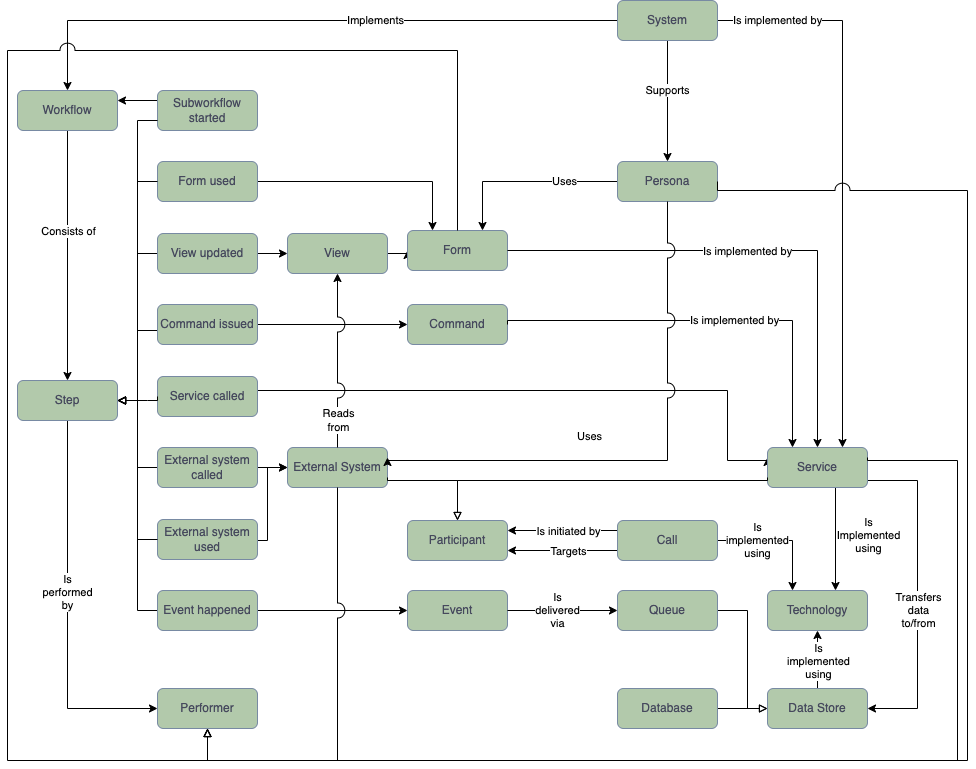 Implements
System
Is implemented by
Supports
Workflow
Subworkflow
started
Form used
Uses
Persona
Consists of
View updated
View
Form
Is implemented by
Command issued
Command
Is implemented by
Step
Service called
Reads
from
Uses
External system
called
External System
Service
External system
used
Participant
Is initiated by
Targets
Call
Is
implemented
using
Is
Implemented
using
Is
performed
by
Event happened
Event
Is
delivered
via
Queue
Technology
Transfers
data
to/from
Is
implemented
using
Performer
Database
Data Store